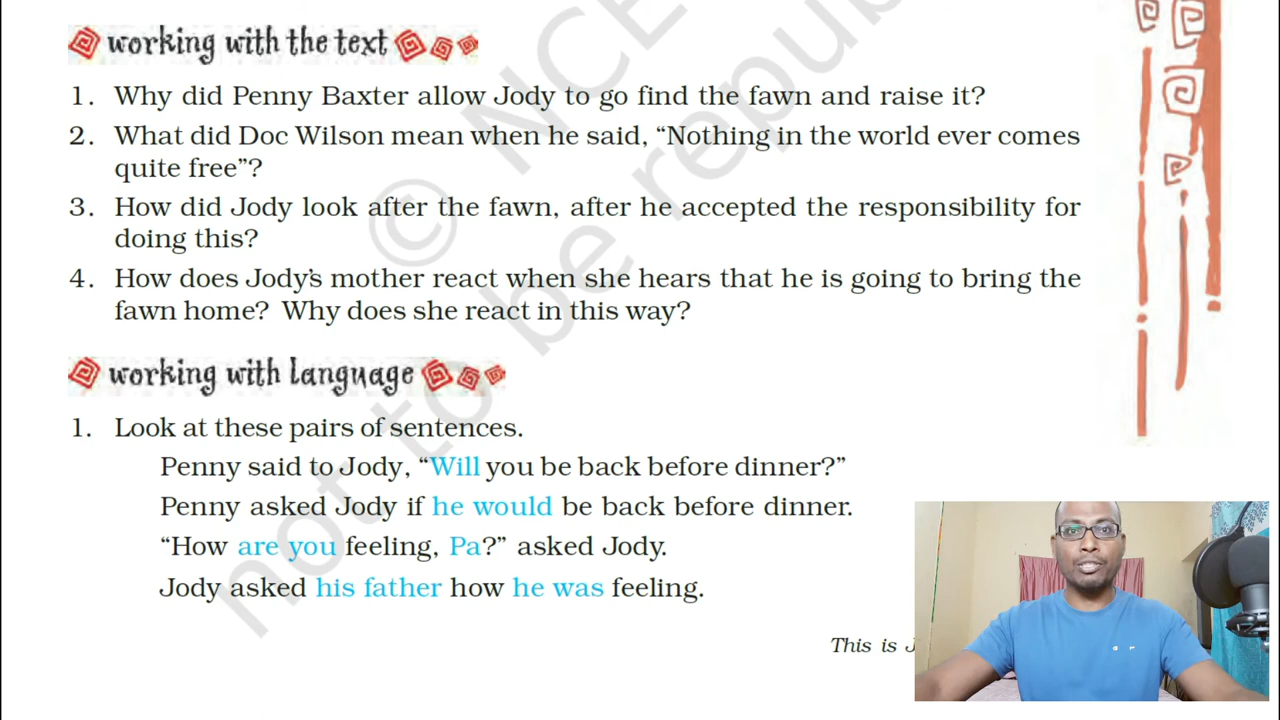 working with the text
1. Why did Penny Baxter allow Jody to go find the fawn and raise it?
2. What did Doc Wilson mean when he said, “Nothing in the world ever comes
quite free”?
3. How did Jody look after the fawn, after he accepted the responsibility for
doing this?
4. How does Jody’s mother react when she hears that he is going to bring the
fawn home? Why does she react in this way?
working with language
1. Look at these pairs of sentences.
Penny said to Jody, “Will you be back before dinner?”
Penny asked Jody if he would be back before dinner.
“How are you feeling, Pa?” asked Jody.
Jody asked his father how he was feeling.
This is J
© NCE
not to be repub